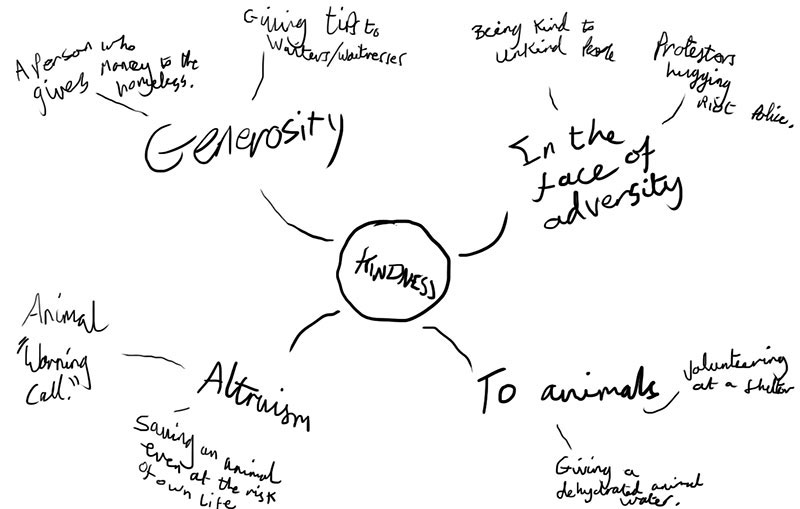 A Person who
gives Money to the
homeless.
Giving tips to
Waiters/Waitresses
Generosity
Being Kind to
Unkind People
Protestors
hugging
Riot Police.
In the
face of
adversity
KINDNESS
Animal
"Warning
Call."
Altruism
Saving an animal
even at the risk
of own Life
To animals
Volunteering
at a Shelter
Giving a
dehydrated animal
water.